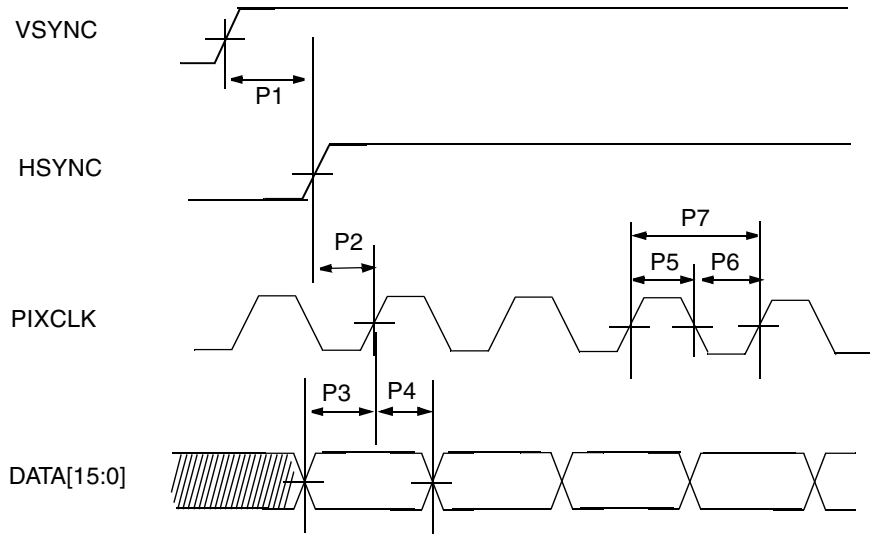 VSYNC
P1
HSYNC
P2
P7
P5 P6
PIXCLK
P3 P4
DATA[15:0]